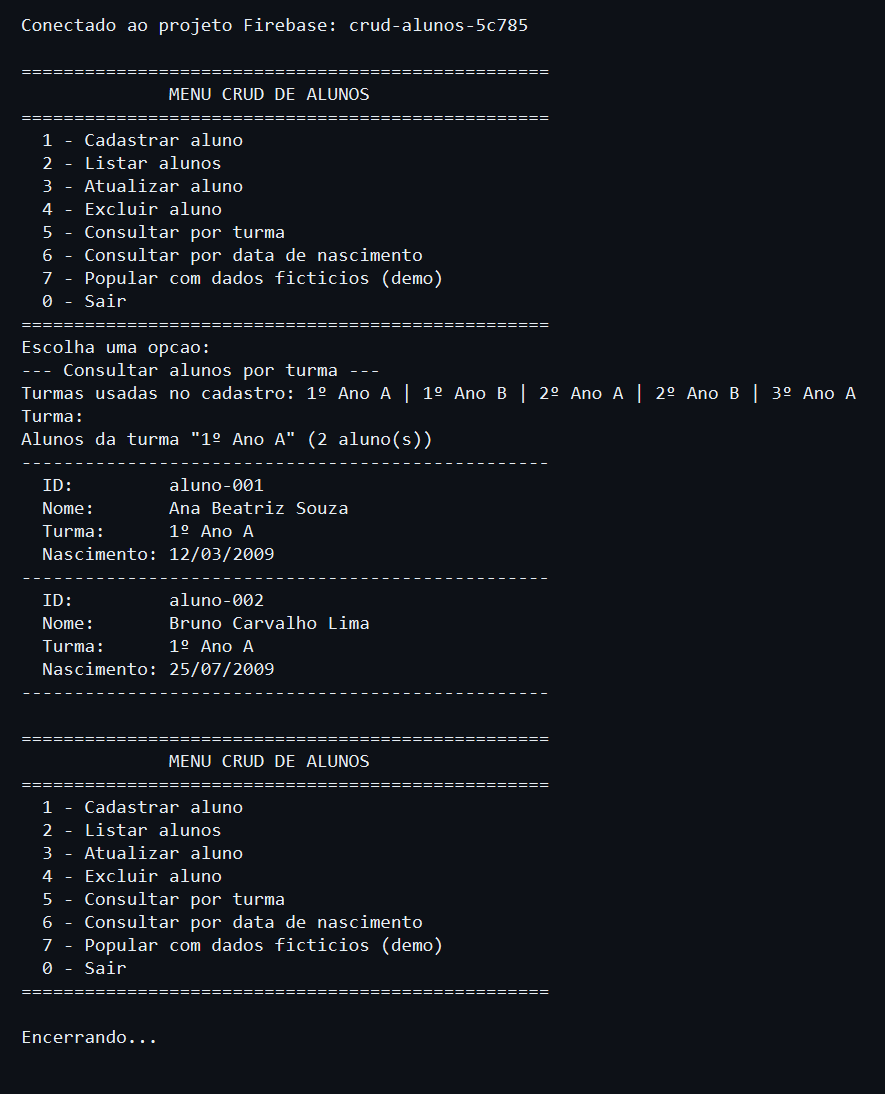 Conectado ao projeto Firebase: crud-alunos-5c785
==================================================
MENU CRUD DE ALUNOS
==================================================
1 - Cadastrar aluno
2 - Listar alunos
3 - Atualizar aluno
4 - Excluir aluno
5 - Consultar por turma
6 - Consultar por data de nascimento
7 - Popular com dados ficticios (demo)
0 - Sair
==================================================
Escolha uma opcao:
--- Consultar alunos por turma ---
Turmas usadas no cadastro: 1º Ano A | 1º Ano B | 2º Ano A | 2º Ano B | 3º Ano A
Turma:
Alunos da turma "1º Ano A" (2 aluno(s))
--------------------------------------------------
ID: aluno-001
Nome: Ana Beatriz Souza
Turma: 1º Ano A
Nascimento: 12/03/2009
--------------------------------------------------
ID: aluno-002
Nome: Bruno Carvalho Lima
Turma: 1º Ano A
Nascimento: 25/07/2009
--------------------------------------------------
==================================================
MENU CRUD DE ALUNOS
==================================================
1 - Cadastrar aluno
2 - Listar alunos
3 - Atualizar aluno
4 - Excluir aluno
5 - Consultar por turma
6 - Consultar por data de nascimento
7 - Popular com dados ficticios (demo)
0 - Sair
==================================================
Encerrando...